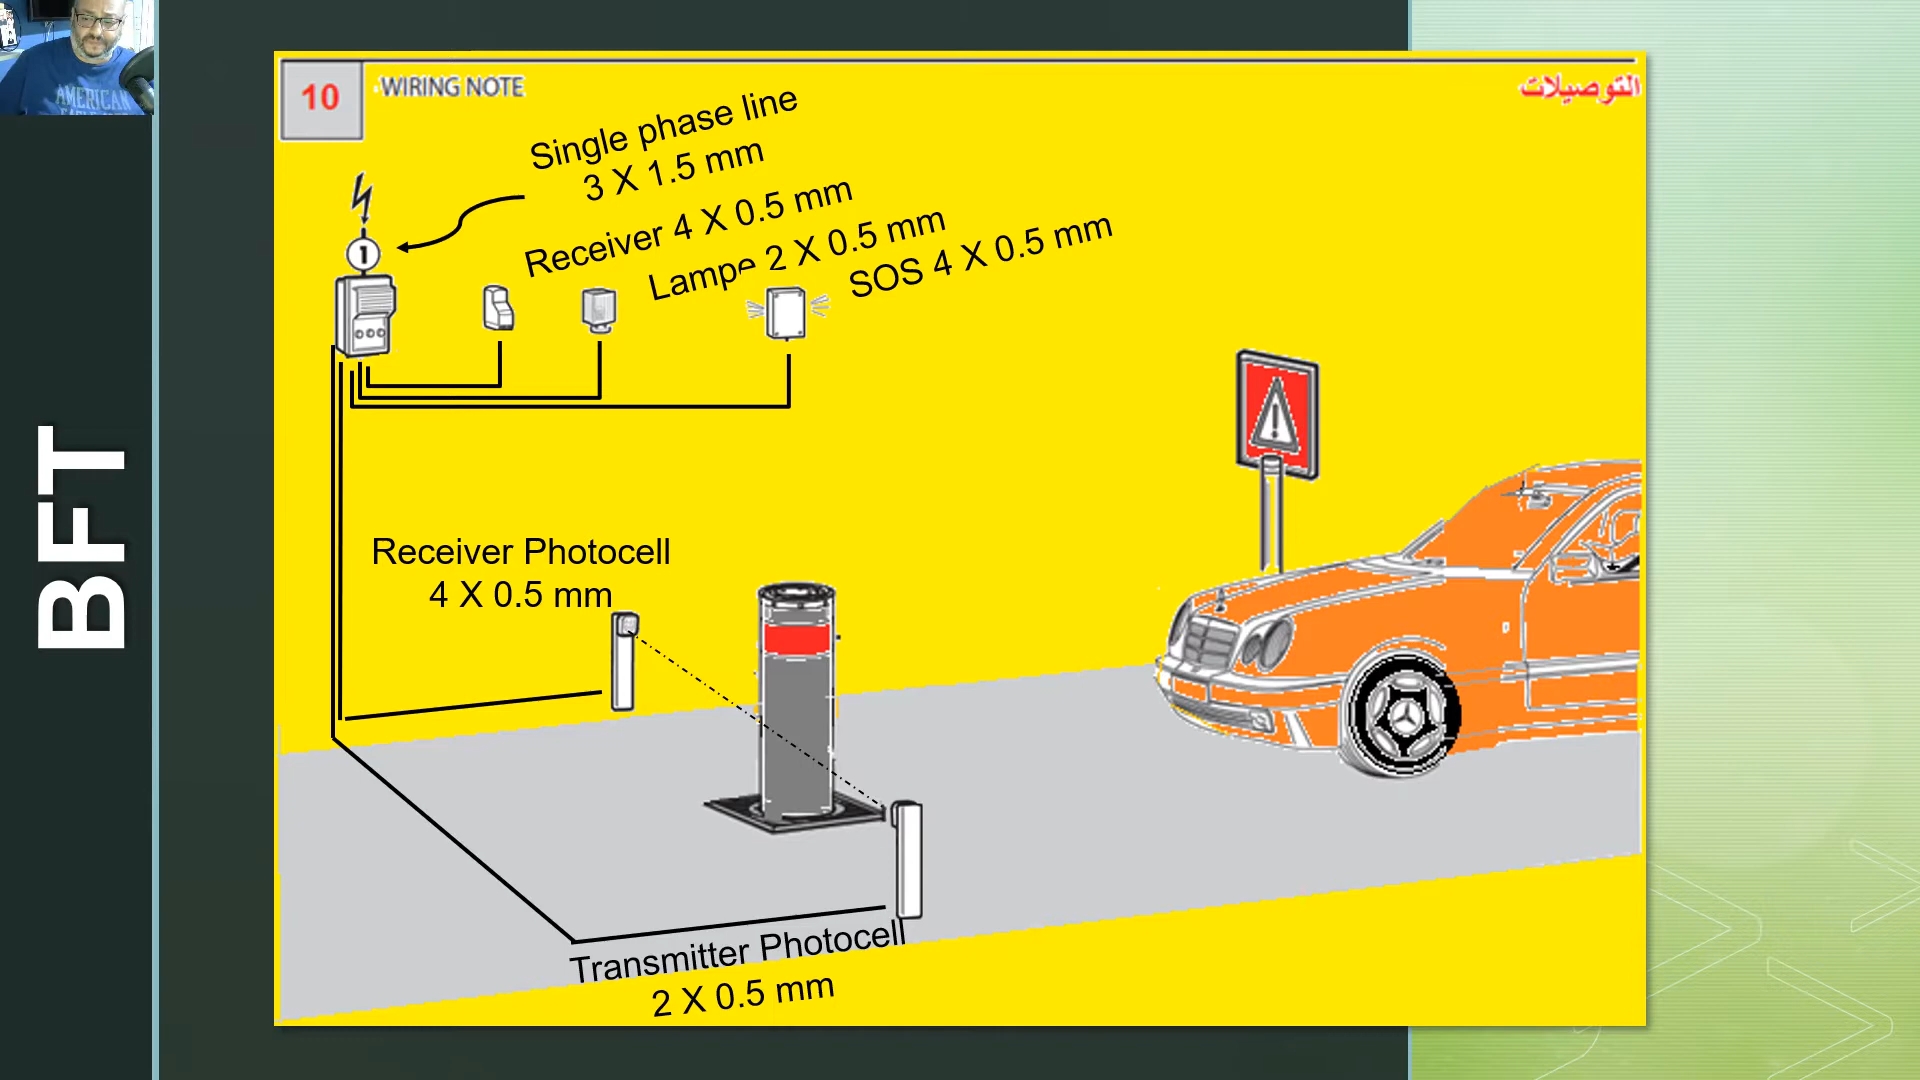 AMERICAN
BFT
10
WIRING NOTE
التوصيلات
Single phase line
3 X 1.5 mm
Receiver 4 X 0.5 mm
Lampe 2 X 0.5 mm
SOS 4 X 0.5 mm
1
Receiver Photocell
4 X 0.5 mm
Transmitter Photocell
2 X 0.5 mm